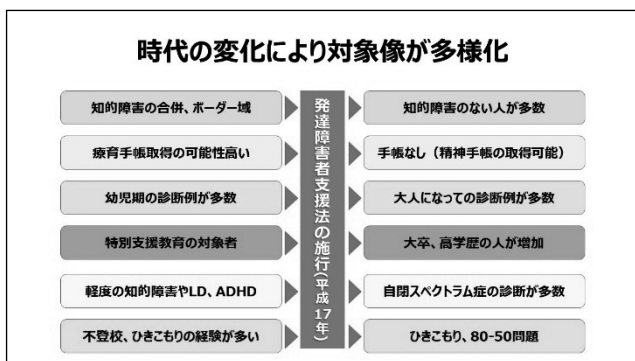 時代の変化により対象像が多様化
知的障害の合併、ボーダー域
知的障害のない人が多数
療育手帳取得の可能性高い
手帳なし（精神手帳の取得可能）
幼児期の診断例が多数
大人になっての診断例が多数
特別支援教育の対象者
大卒、高学歴の人が増加
軽度の知的障害やLD、ADHD
自閉スペクトラム症の診断が多数
不登校、ひきこもりの経験が多い
ひきこもり、80-50問題
発達障害者支援法の施行(平成17年)